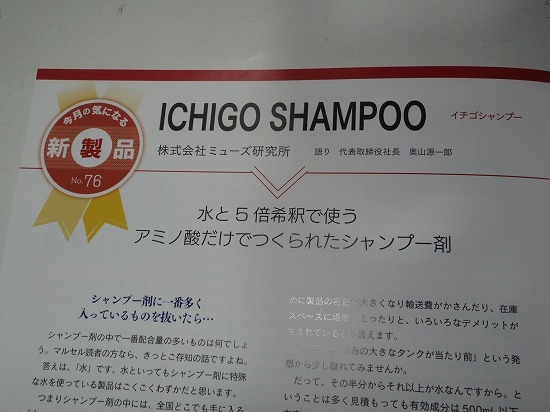 今月の気になる
新製品
No.76
ICHIGO SHAMPOO
イチゴシャンプー
株式会社ミューズ研究所 語り 代表取締役社長 奥山源一郎
水と5倍希釈で使う
アミノ酸だけでつくられたシャンプー剤
シャンプー剤に一番多く
入っているものを抜いたら…
シャンプー剤の中で一番配合量の多いものは何でしょ
う。マルセル読者の方なら、きっとご存知の話ですよね。
答えは、「水」です。水といってもシャンプー剤に特殊
な水を使っている製品はごくごくわずかだと思います。
つまりシャンプー剤の中には、全国どこでも手に入る
めに製品の容 大きくなり輸送費がかさんだり、在庫
スペースに場所 とったりと、いろいろなデメリットが
生まれていると 言えます。
あの大きなタンクが当たり前」という発
想から少し離れてみませんか。
だって、その半分からそれ以上が水なんですから。と
いうことは多く見積もっても有効成分は500ml以下